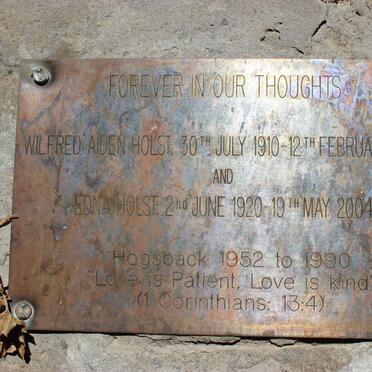 FOREVER IN OUR THOUGHTS
WILFRED AIDEN HOLST. 30TH JULY 1910-12TH FEBRUA
AND
EDNA HOLST. 2nd JUNE 1920-19TH MAY 2004
Hogsback 1952 to 1990
"Love is Patient, Love is kind"
(1 Corinthians: 13:4)